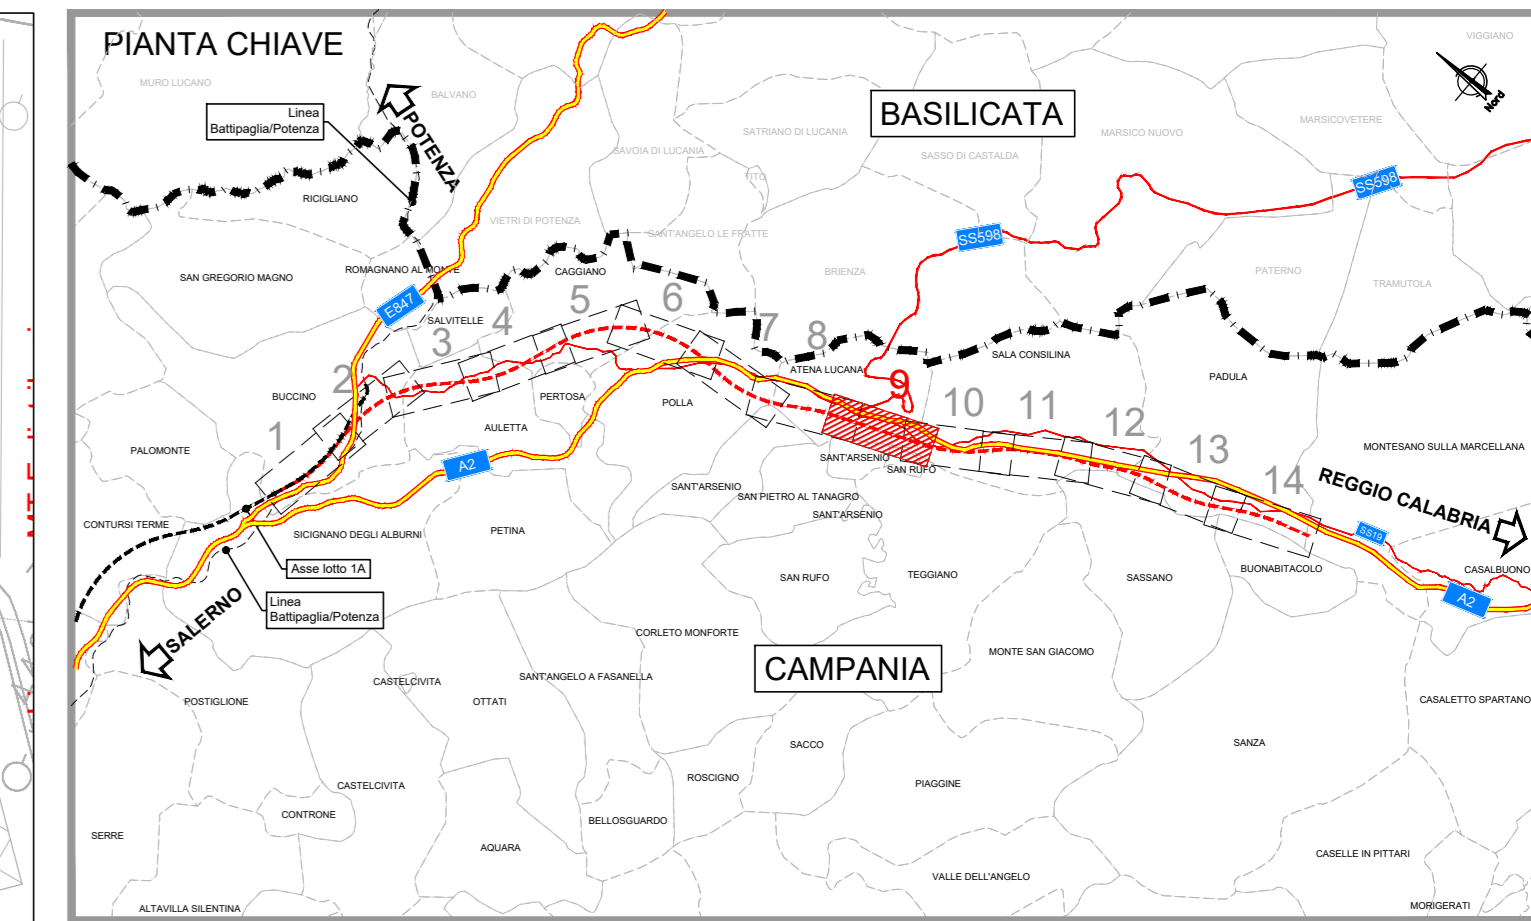 PIANTA CHIAVE
VIGGIANO
MURO LUCANO
BALVANO
Nord
Linea
Battipaglia/Potenza
POTENZA
BASILICATA
SATRIANO DI LUCANIA
MARSICO NUOVO
MARSICOVETERE
SAVOIA DI LUCANIA
SASSO DI CASTALDA
TITO
SS598
RICIGLIANO
VIETRI DI POTENZA
SANT'ANGELO LE FRATTE
SS598
SAN GREGORIO MAGNO
ROMAGNANO AL MONTE
CAGGIANO
BRIENZA
PATERNO
TRAMUTOLA
E847
SALVITELLE
3
4
5
6
7
8
SALA CONSILINA
ATENA LUCANA
PADULA
2
9
BUCCINO
PERTOSA
POLLA
10
11
12
13
14
1
AULETTA
PALOMONTE
MONTESANO SULLA MARCELLANA
A2
SANT'ARSENIO
SAN RUFO
SANT'ARSENIO
SAN PIETRO AL TANAGRO
SANT'ARSENIO
REGGIO CALABRIA
CONTURSI TERME
SICIGNANO DEGLI ALBURNI
PETINA
SS19
Asse lotto 1A
SAN RUFO
TEGGIANO
SASSANO
BUONABITACOLO
CASALBUONO
A2
Linea
Battipaglia/Potenza
SALERNO
CORLETO MONFORTE
CAMPANIA
MONTE SAN GIACOMO
SANT'ANGELO A FASANELLA
CASTELCIVITA
POSTIGLIONE
OTTATI
CASALETTO SPARTANO
SACCO
SANZA
ROSCIGNO
PIAGGINE
CASTELCIVITA
CONTRONE
BELLOSGUARDO
SERRE
AQUARA
CASELLE IN PITTARI
VALLE DELL'ANGELO
ALTAVILLA SILENTINA
MORIGERATI